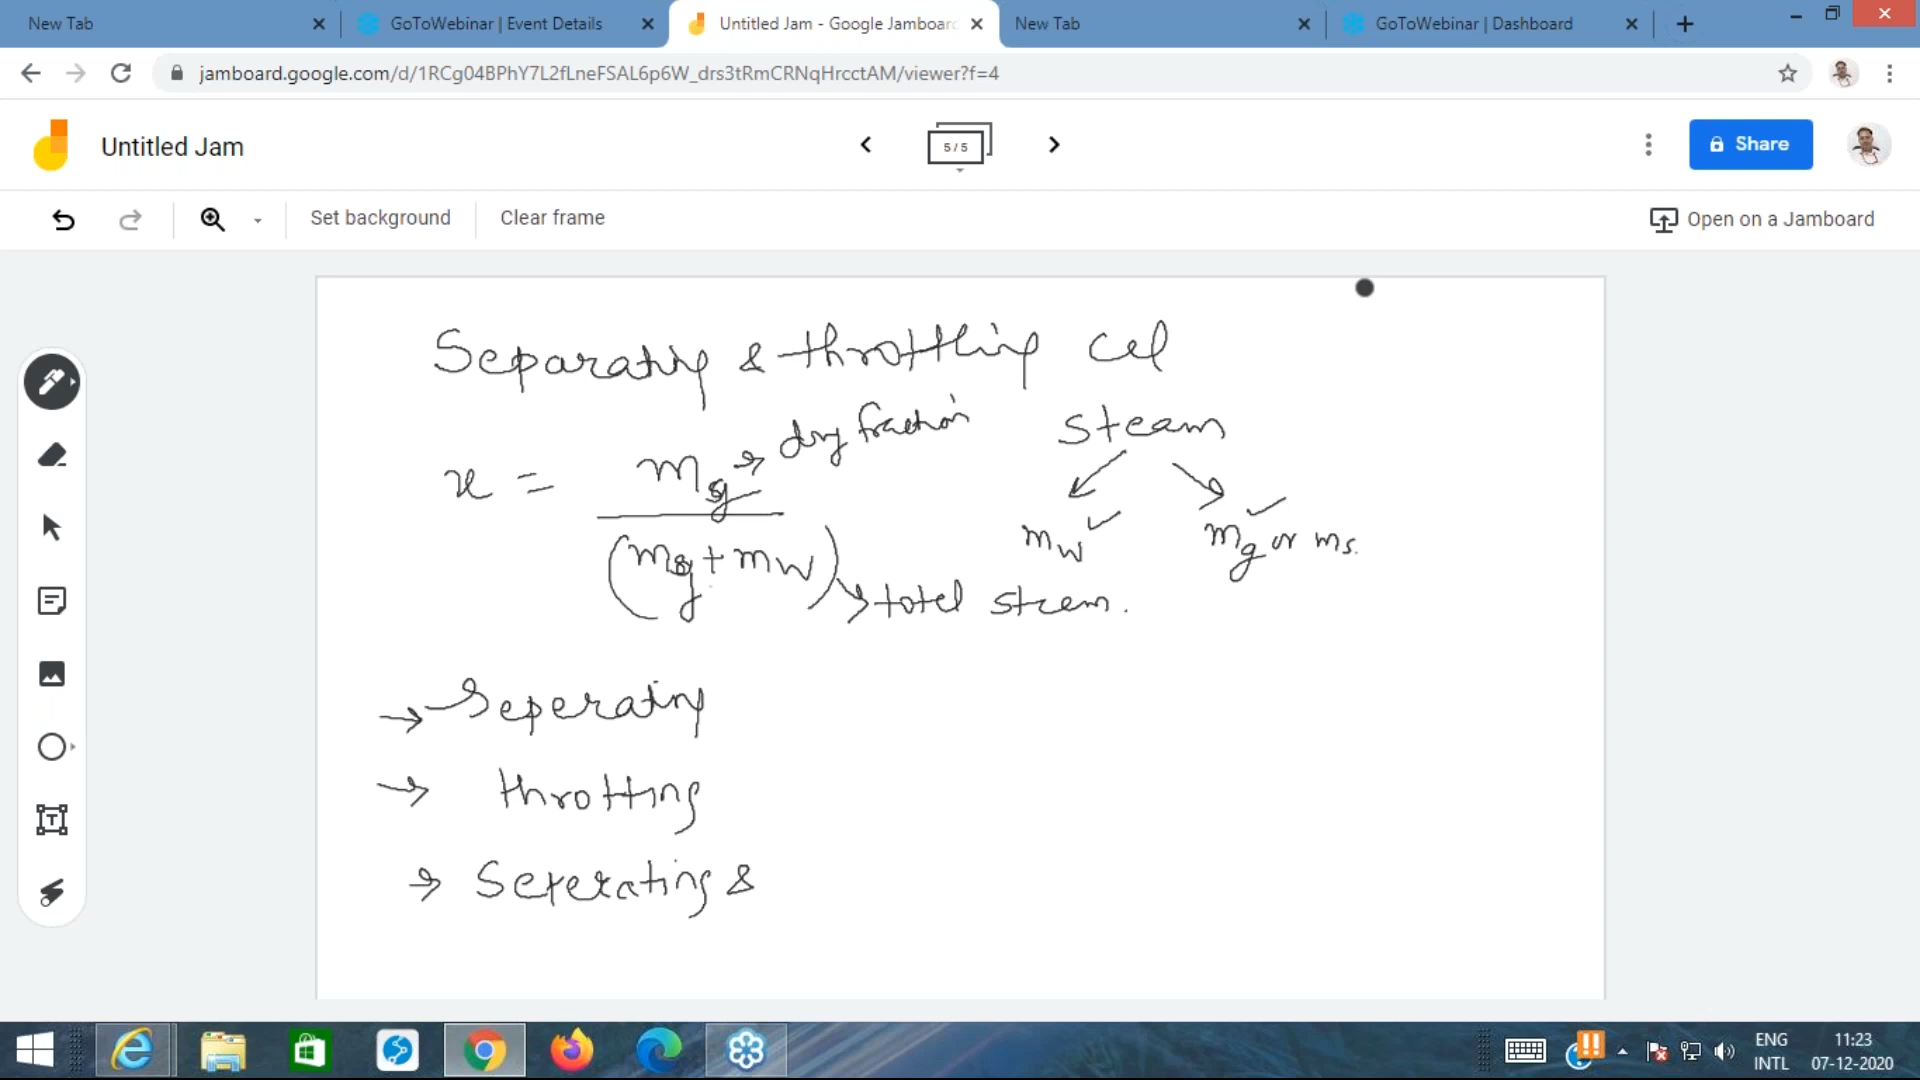 New Tab
GoToWebinar | Event Details
Untitled Jam - Google Jamboard
New Tab
GoToWebinar | Dashboard
jamboard.google.com/d/1RCg04BPhY7L2fLneFSAL6p6W_drs3tRmCRNqHrcctAM/viewer?f=4
Untitled Jam
5/5
Share
Set background
Clear frame
Open on a Jamboard
Separating & throttling cal
x = mg → dry fraction
(mg + mw) → total steam.
steam
mw ✓
mg or ms. ✓
→ Seperating
→ throtting
→ Seperating &
ENG
INTL
11:23
07-12-2020